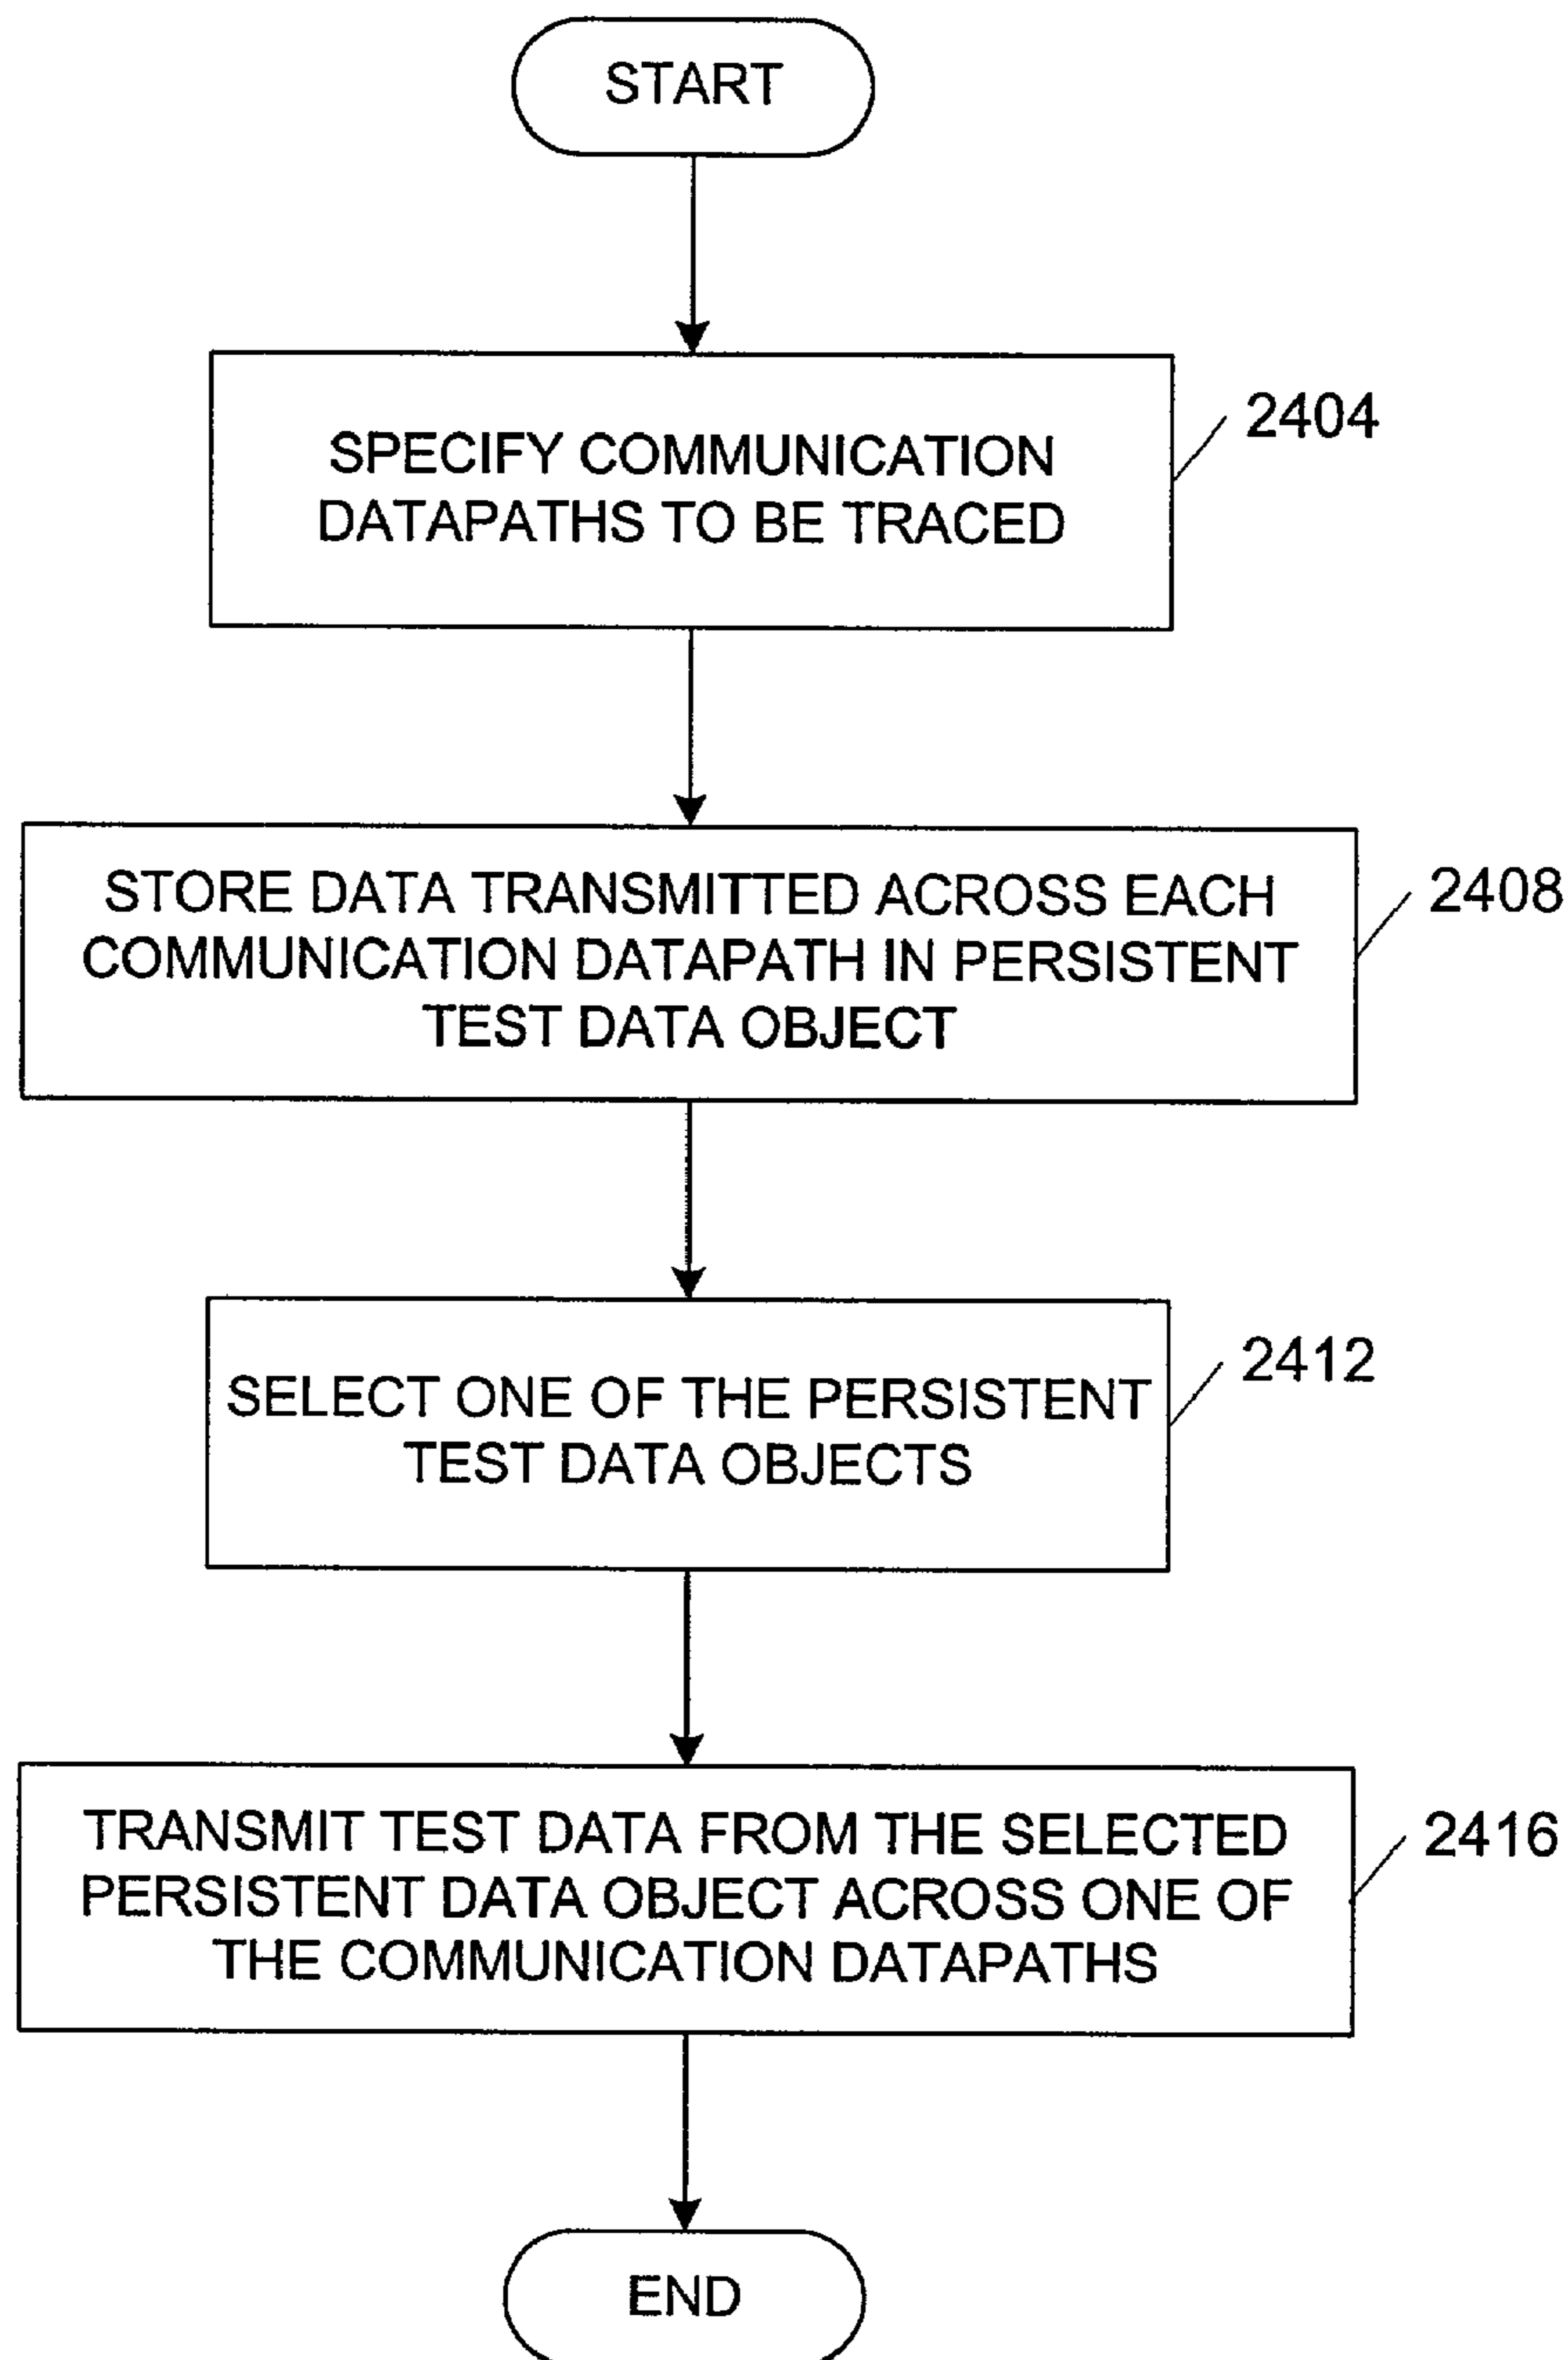 START
SPECIFY COMMUNICATION
DATAPATHS TO BE TRACED
2404
STORE DATA TRANSMITTED ACROSS EACH
COMMUNICATION DATAPATH IN PERSISTENT
TEST DATA OBJECT
2408
SELECT ONE OF THE PERSISTENT
TEST DATA OBJECTS
2412
TRANSMIT TEST DATA FROM THE SELECTED
PERSISTENT DATA OBJECT ACROSS ONE OF
THE COMMUNICATION DATAPATHS
2416
END